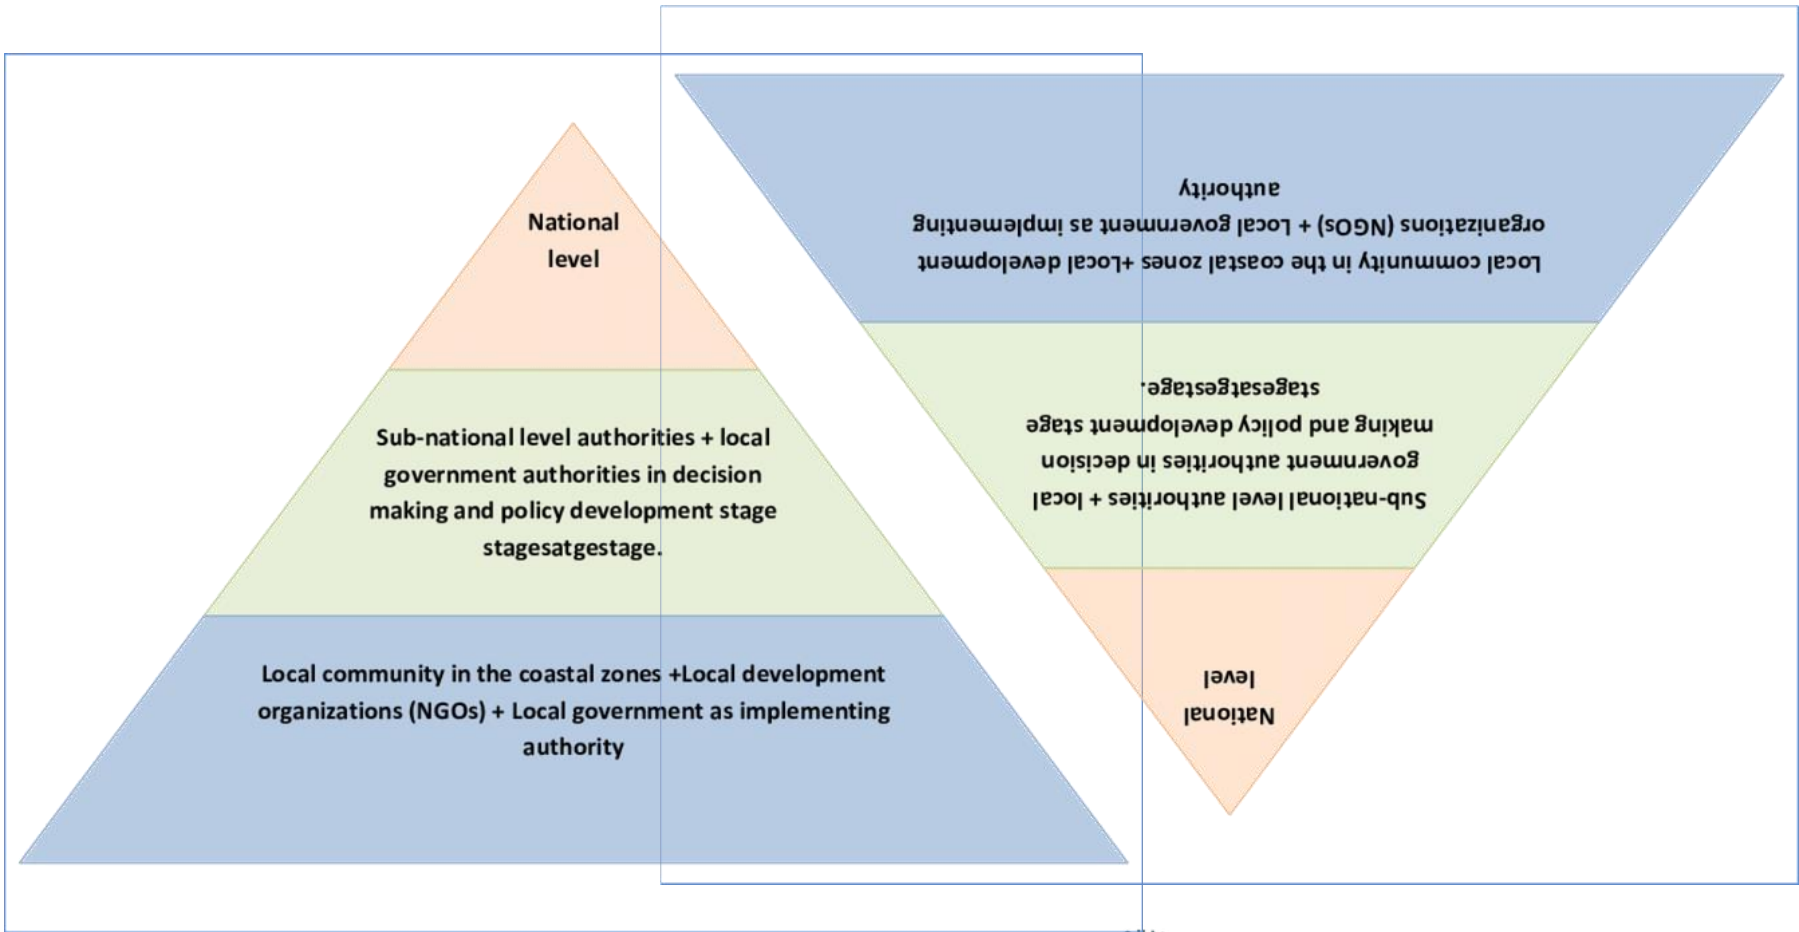 National
level
Sub-national level authorities + local
government authorities in decision
making and policy development stage
stagesatgestage.
Local community in the coastal zones +Local development
organizations (NGOs) + Local government as implementing
authority
Local community in the coastal zones +Local development
organizations (NGOs) + Local government as implementing
authority
Sub-national level authorities + local
government authorities in decision
making and policy development stage
stagesatgestage.
National
level